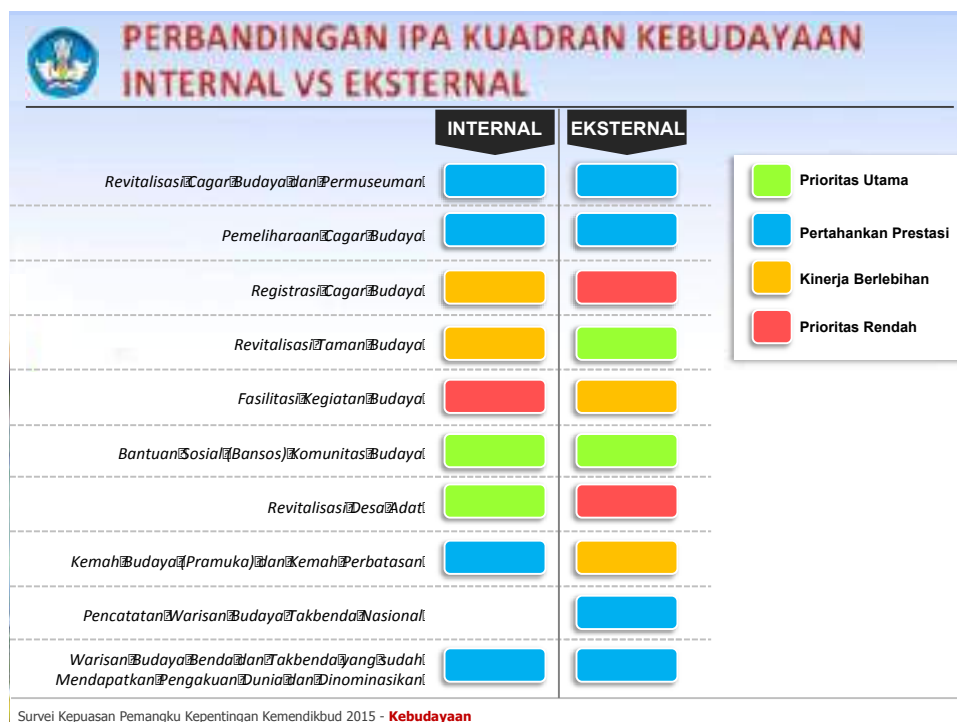 PERBANDINGAN IPA KUADRAN KEBUDAYAAN
INTERNAL VS EKSTERNAL
INTERNAL
EKSTERNAL
Revitalisasi Cagar Budaya dan Permuseuman
Pemeliharaan Cagar Budaya
Registrasi Cagar Budaya
Revitalisasi Taman Budaya
Fasilitasi Kegiatan Budaya
Bantuan Sosial (Bansos) Komunitas Budaya
Revitalisasi Desa Adat
Kemah Budaya (Pramuka) dan Kemah Perbatasan
Pencatatan Warisan Budaya Takbenda Nasional
Warisan Budaya Benda dan Takbenda yang sudah
Mendapatkan Pengakuan Dunia dan Dinominasikan
Prioritas Utama
Pertahankan Prestasi
Kinerja Berlebihan
Prioritas Rendah
Survei Kepuasan Pemangku Kepentingan Kemendikbud 2015 - Kebudayaan